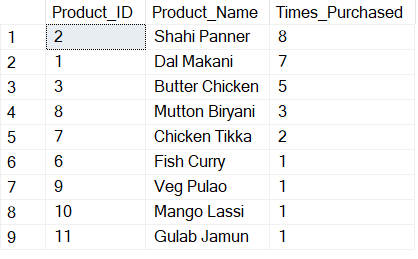 Product_ID Product_Name Times_Purchased
1 2 Shahi Panner 8
2 1 Dal Makani 7
3 3 Butter Chicken 5
4 8 Mutton Biryani 3
5 7 Chicken Tikka 2
6 6 Fish Curry 1
7 9 Veg Pulao 1
8 10 Mango Lassi 1
9 11 Gulab Jamun 1